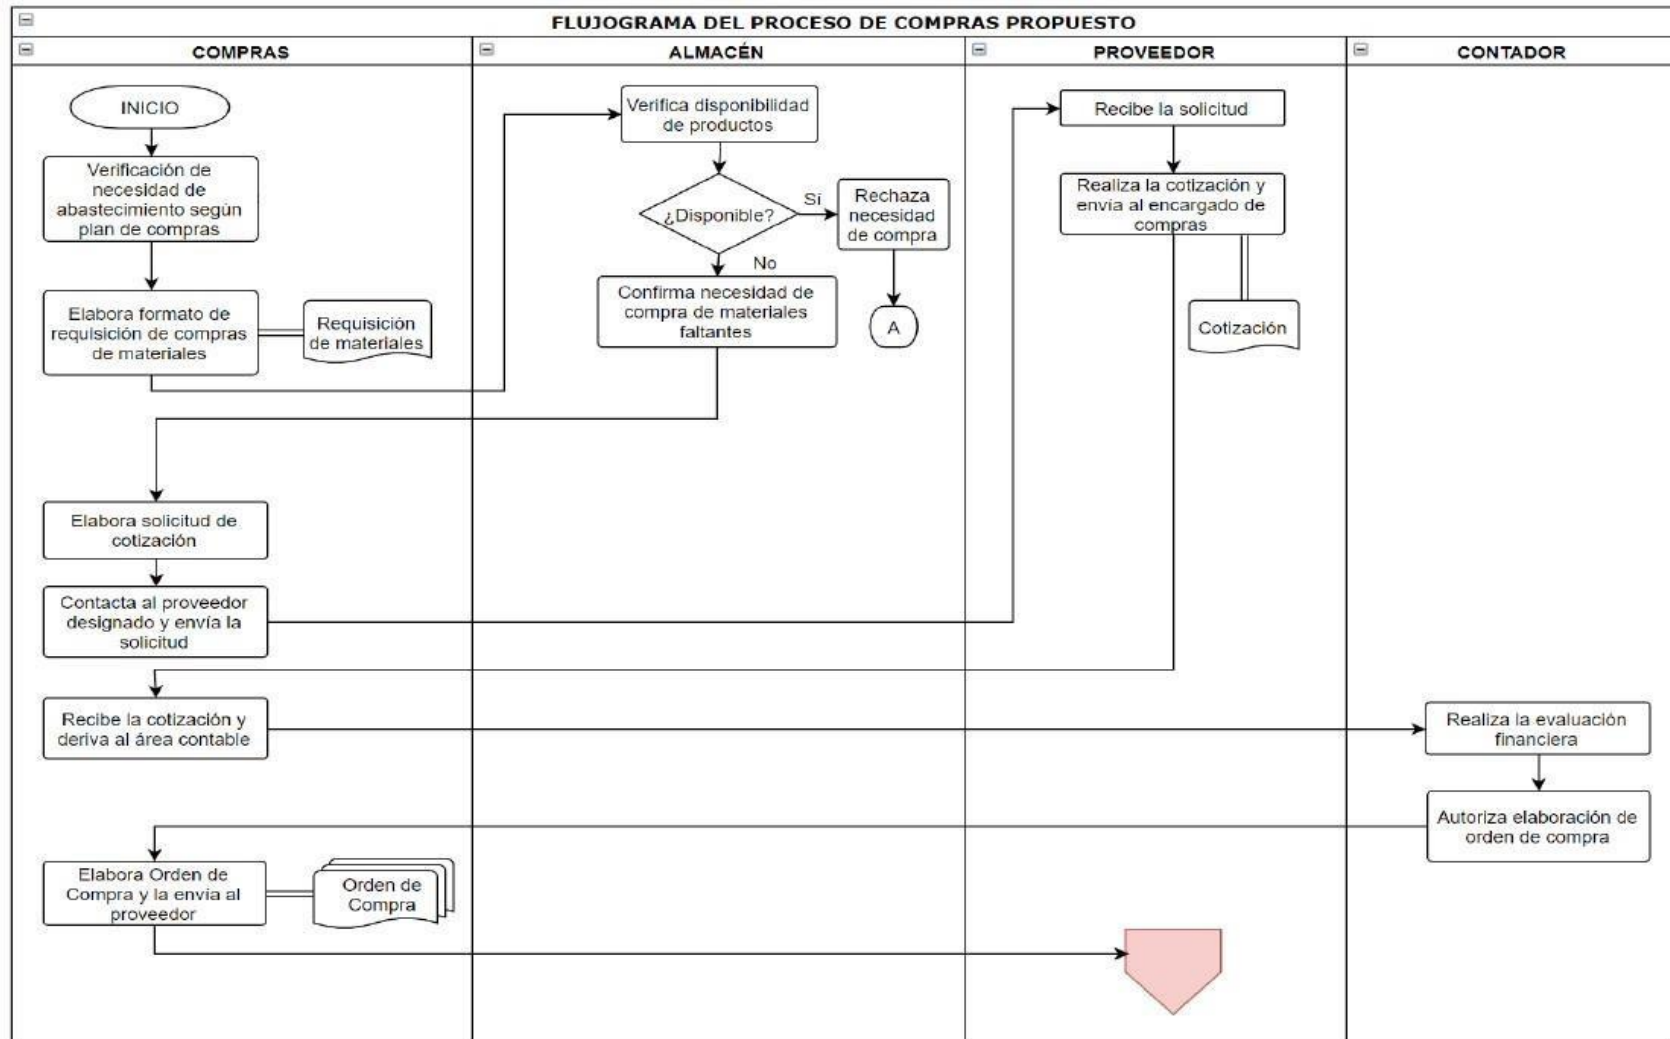 FLUJOGRAMA DEL PROCESO DE COMPRAS PROPUESTO
COMPRAS
ALMACÉN
PROVEEDOR
CONTADOR
INICIO
Verificación de
necesidad de
abastecimiento según
plan de compras
Elabora formato de
requisición de compras
de materiales
Requisición
de materiales
Verifica disponibilidad
de productos
¿Disponible?
Sí
Rechaza
necesidad
de compra
No
Confirma necesidad de
compra de materiales
faltantes
A
Recibe la solicitud
Realiza la cotización y
envía al encargado de
compras
Cotización
Elabora solicitud de
cotización
Contacta al proveedor
designado y envía la
solicitud
Recibe la cotización y
deriva al área contable
Realiza la evaluación
financiera
Autoriza elaboración de
orden de compra
Elabora Orden de
Compra y la envía al
proveedor
Orden de
Compra